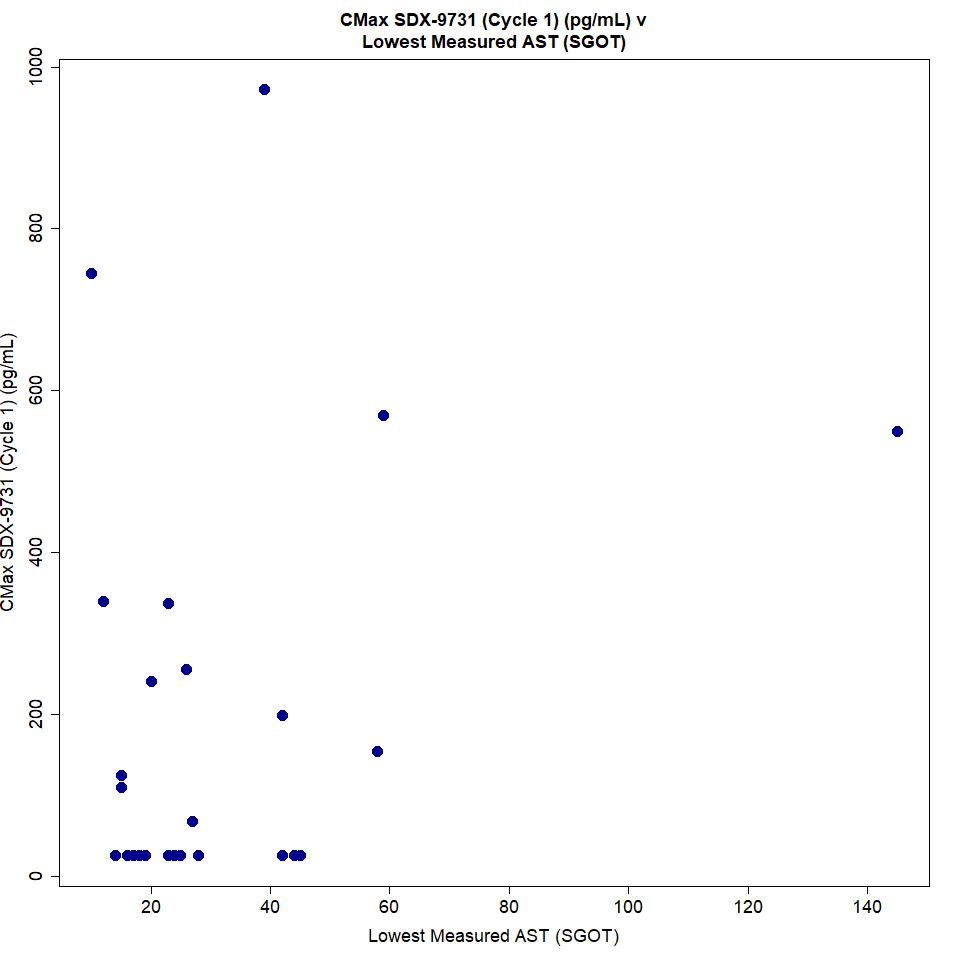 CMax SDX-9731 (Cycle 1) (pg/mL) v
Lowest Measured AST (SGOT)
1000
800
600
400
200
0
CMax SDX-9731 (Cycle 1) (pg/mL)
20 40 60 80 100 120 140
Lowest Measured AST (SGOT)